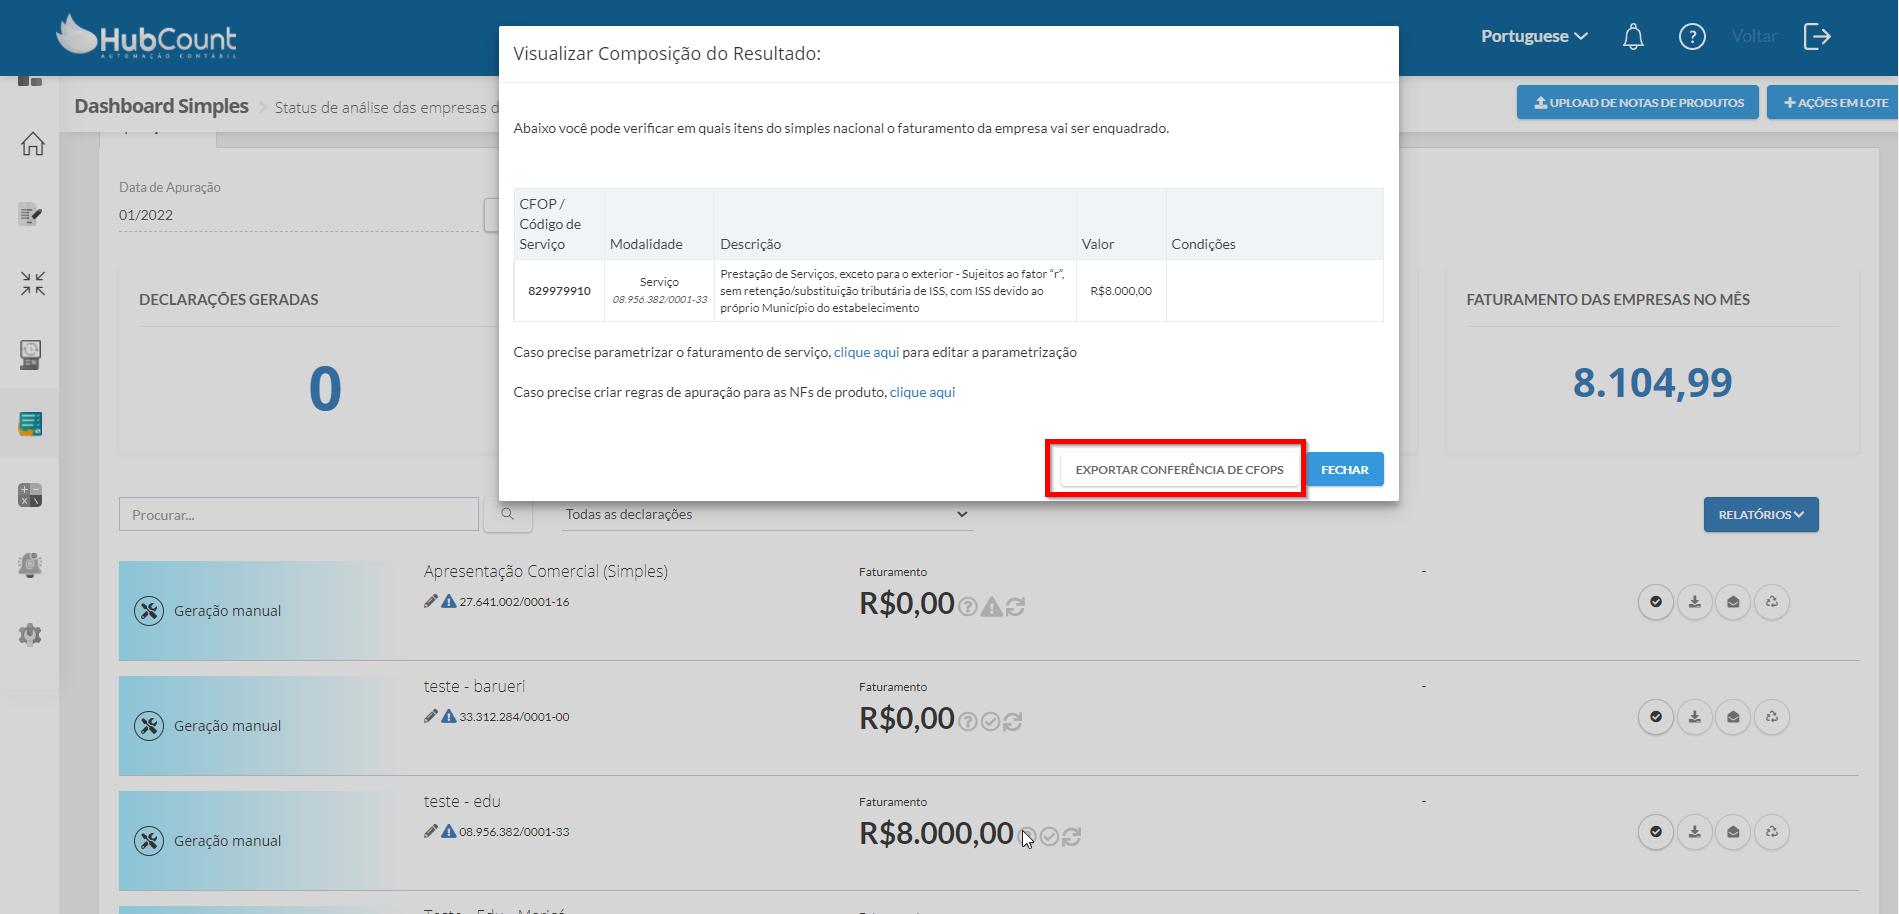 HubCount
AUTOMAÇÃO CONTÁBIL
Portuguese
Voltar
Dashboard Simples
Status de análise das empresas d
UPLOAD DE NOTAS DE PRODUTOS
AÇÕES EM LOTE
Visualizar Composição do Resultado:
Abaixo você pode verificar em quais itens do simples nacional o faturamento da empresa vai ser enquadrado.
CFOP /
Código de
Serviço
Modalidade
Descrição
Valor
Condições
829979910
Serviço
08.956.382/0001-33
Prestação de Serviços, exceto para o exterior - Sujeitos ao fator “r”,
sem retenção/substituição tributária de ISS, com ISS devido ao
próprio Município do estabelecimento
R$8.000,00
Caso precise parametrizar o faturamento de serviço, clique aqui para editar a parametrização
Caso precise criar regras de apuração para as NFs de produto, clique aqui
EXPORTAR CONFERÊNCIA DE CFOPS
FECHAR
Data de Apuração
01/2022
DECLARAÇÕES GERADAS
0
FATURAMENTO DAS EMPRESAS NO MÊS
8.104,99
Procurar...
Todas as declarações
RELATÓRIOS
Geração manual
Apresentação Comercial (Simples)
27.641.002/0001-16
Faturamento
R$0,00
-
Geração manual
teste - barueri
33.312.284/0001-00
Faturamento
R$0,00
-
Geração manual
teste - edu
08.956.382/0001-33
Faturamento
R$8.000,00
-